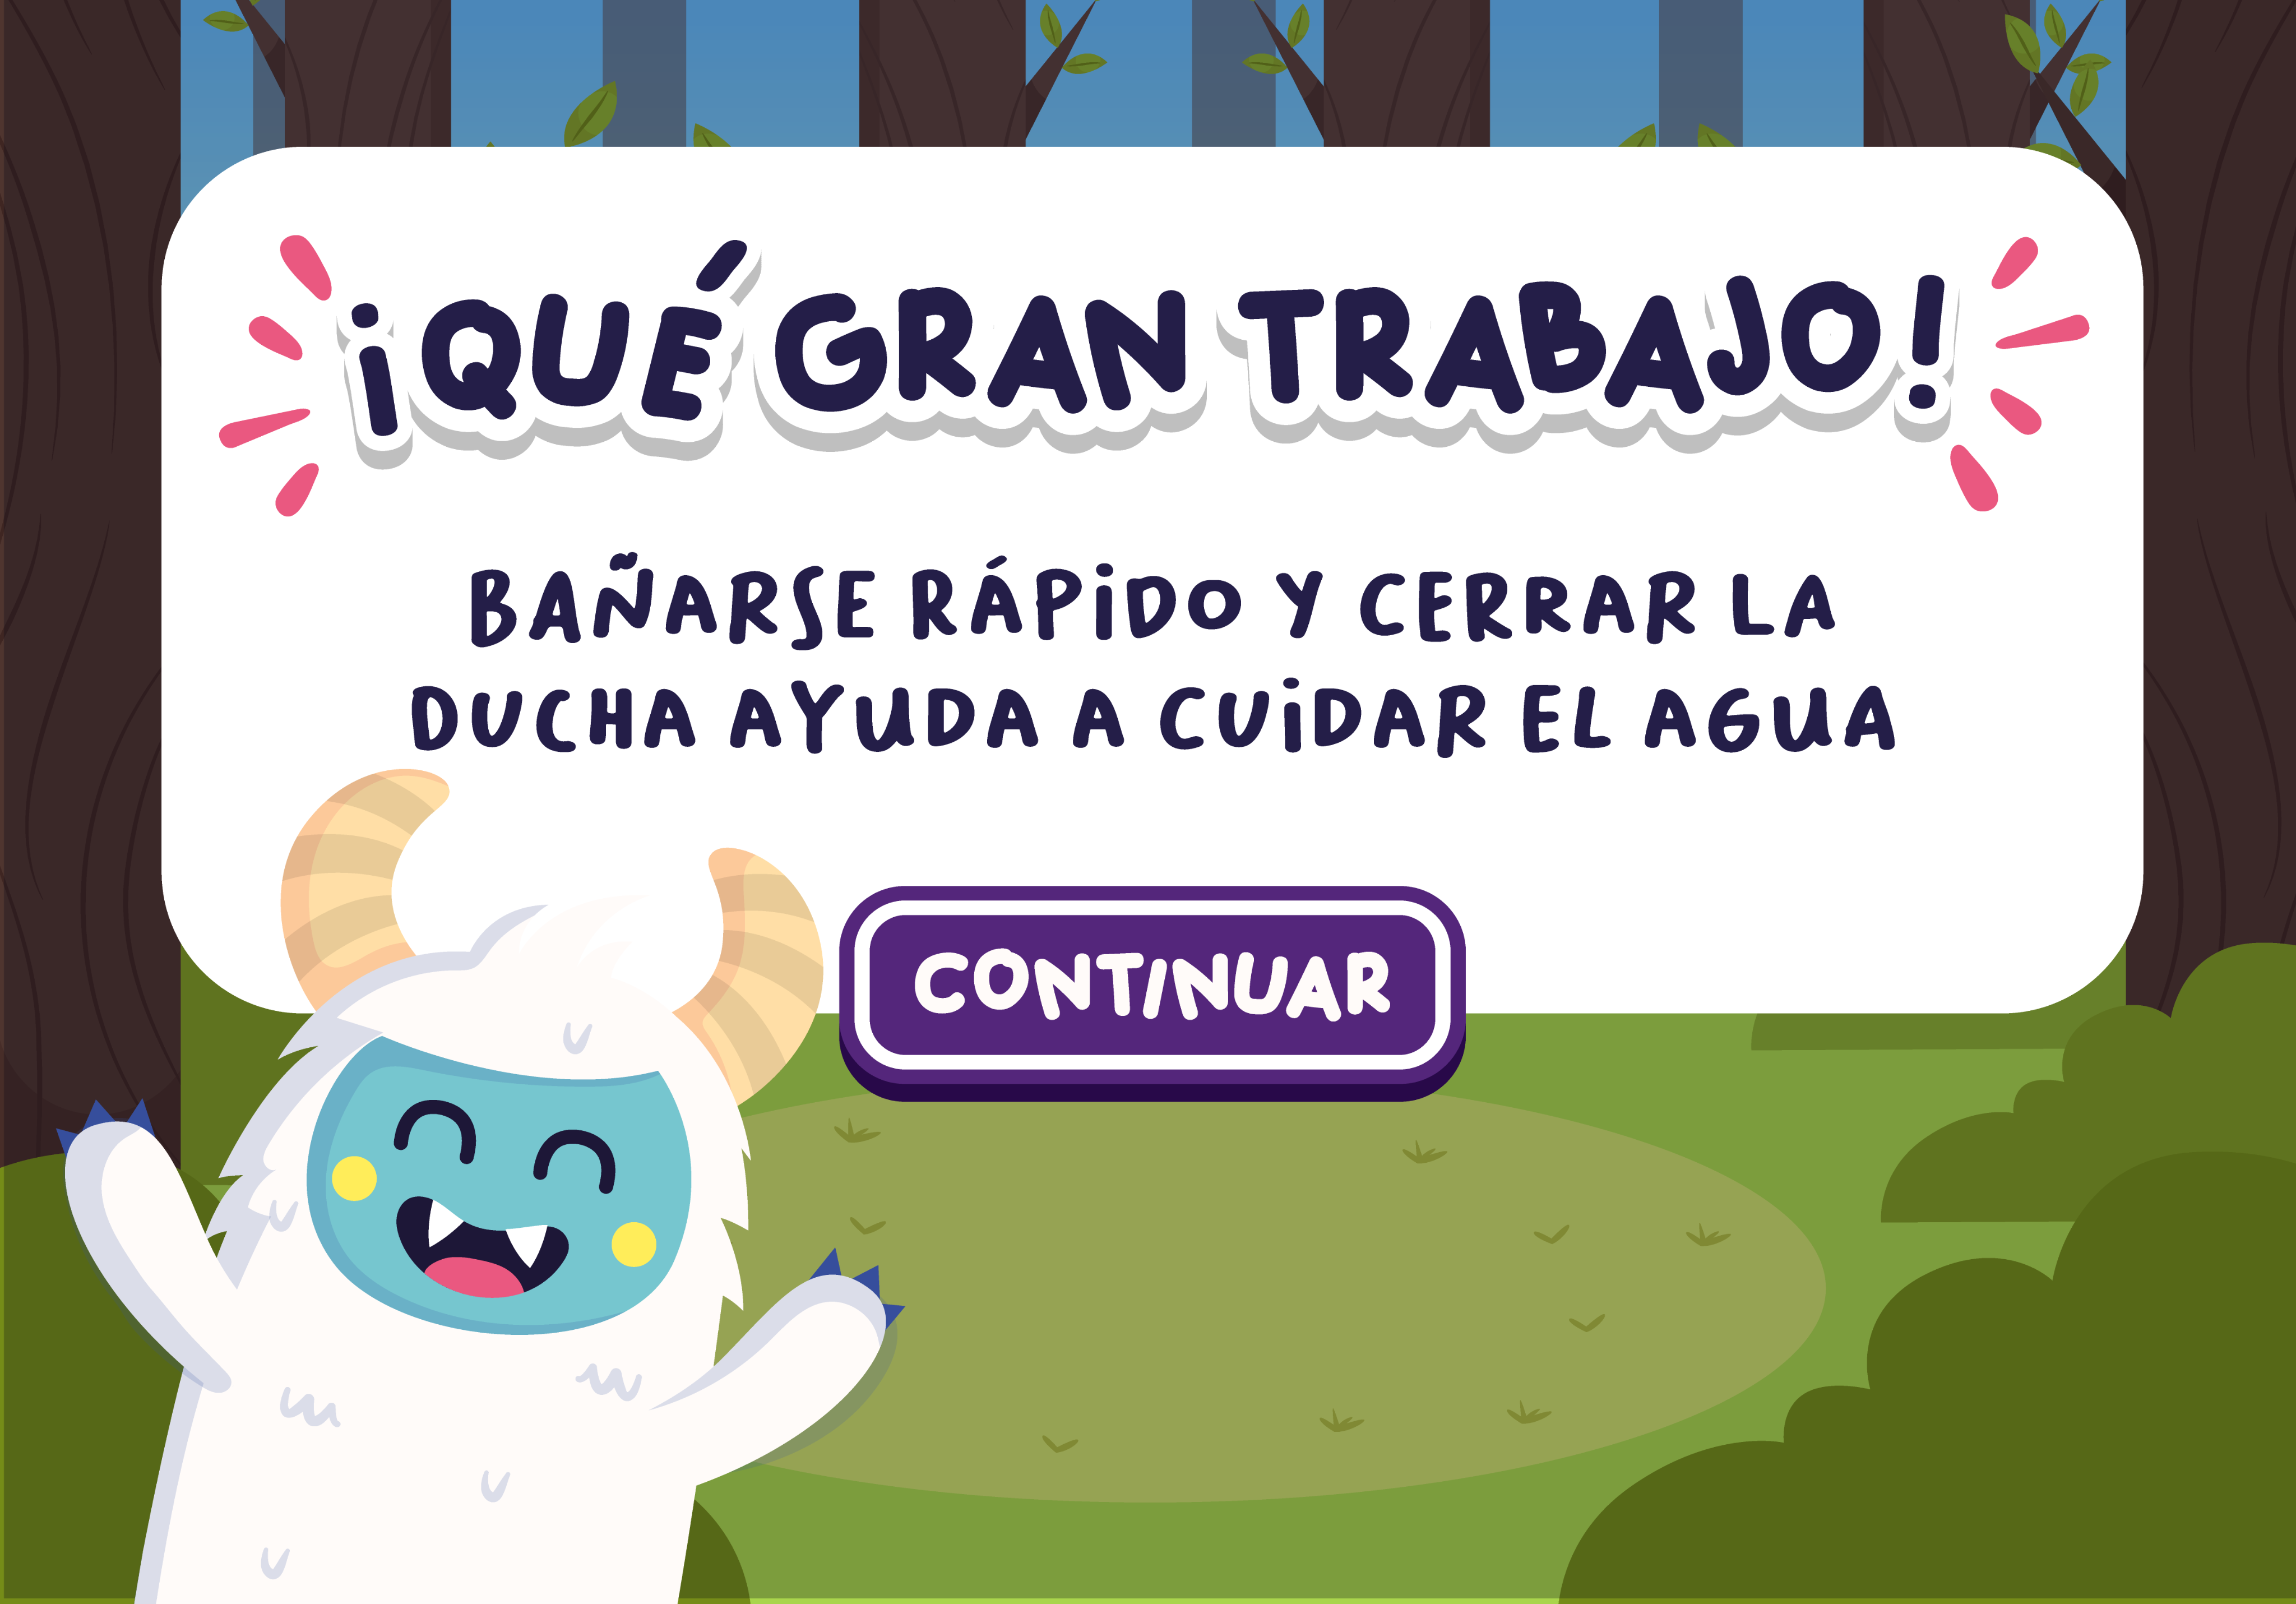 ¡QUÉ GRAN TRABAJO!
BAÑARSE RÁPIDO Y CERRAR LA
DUCHA AYUDA A CUIDAR EL AGUA
CONTINUAR